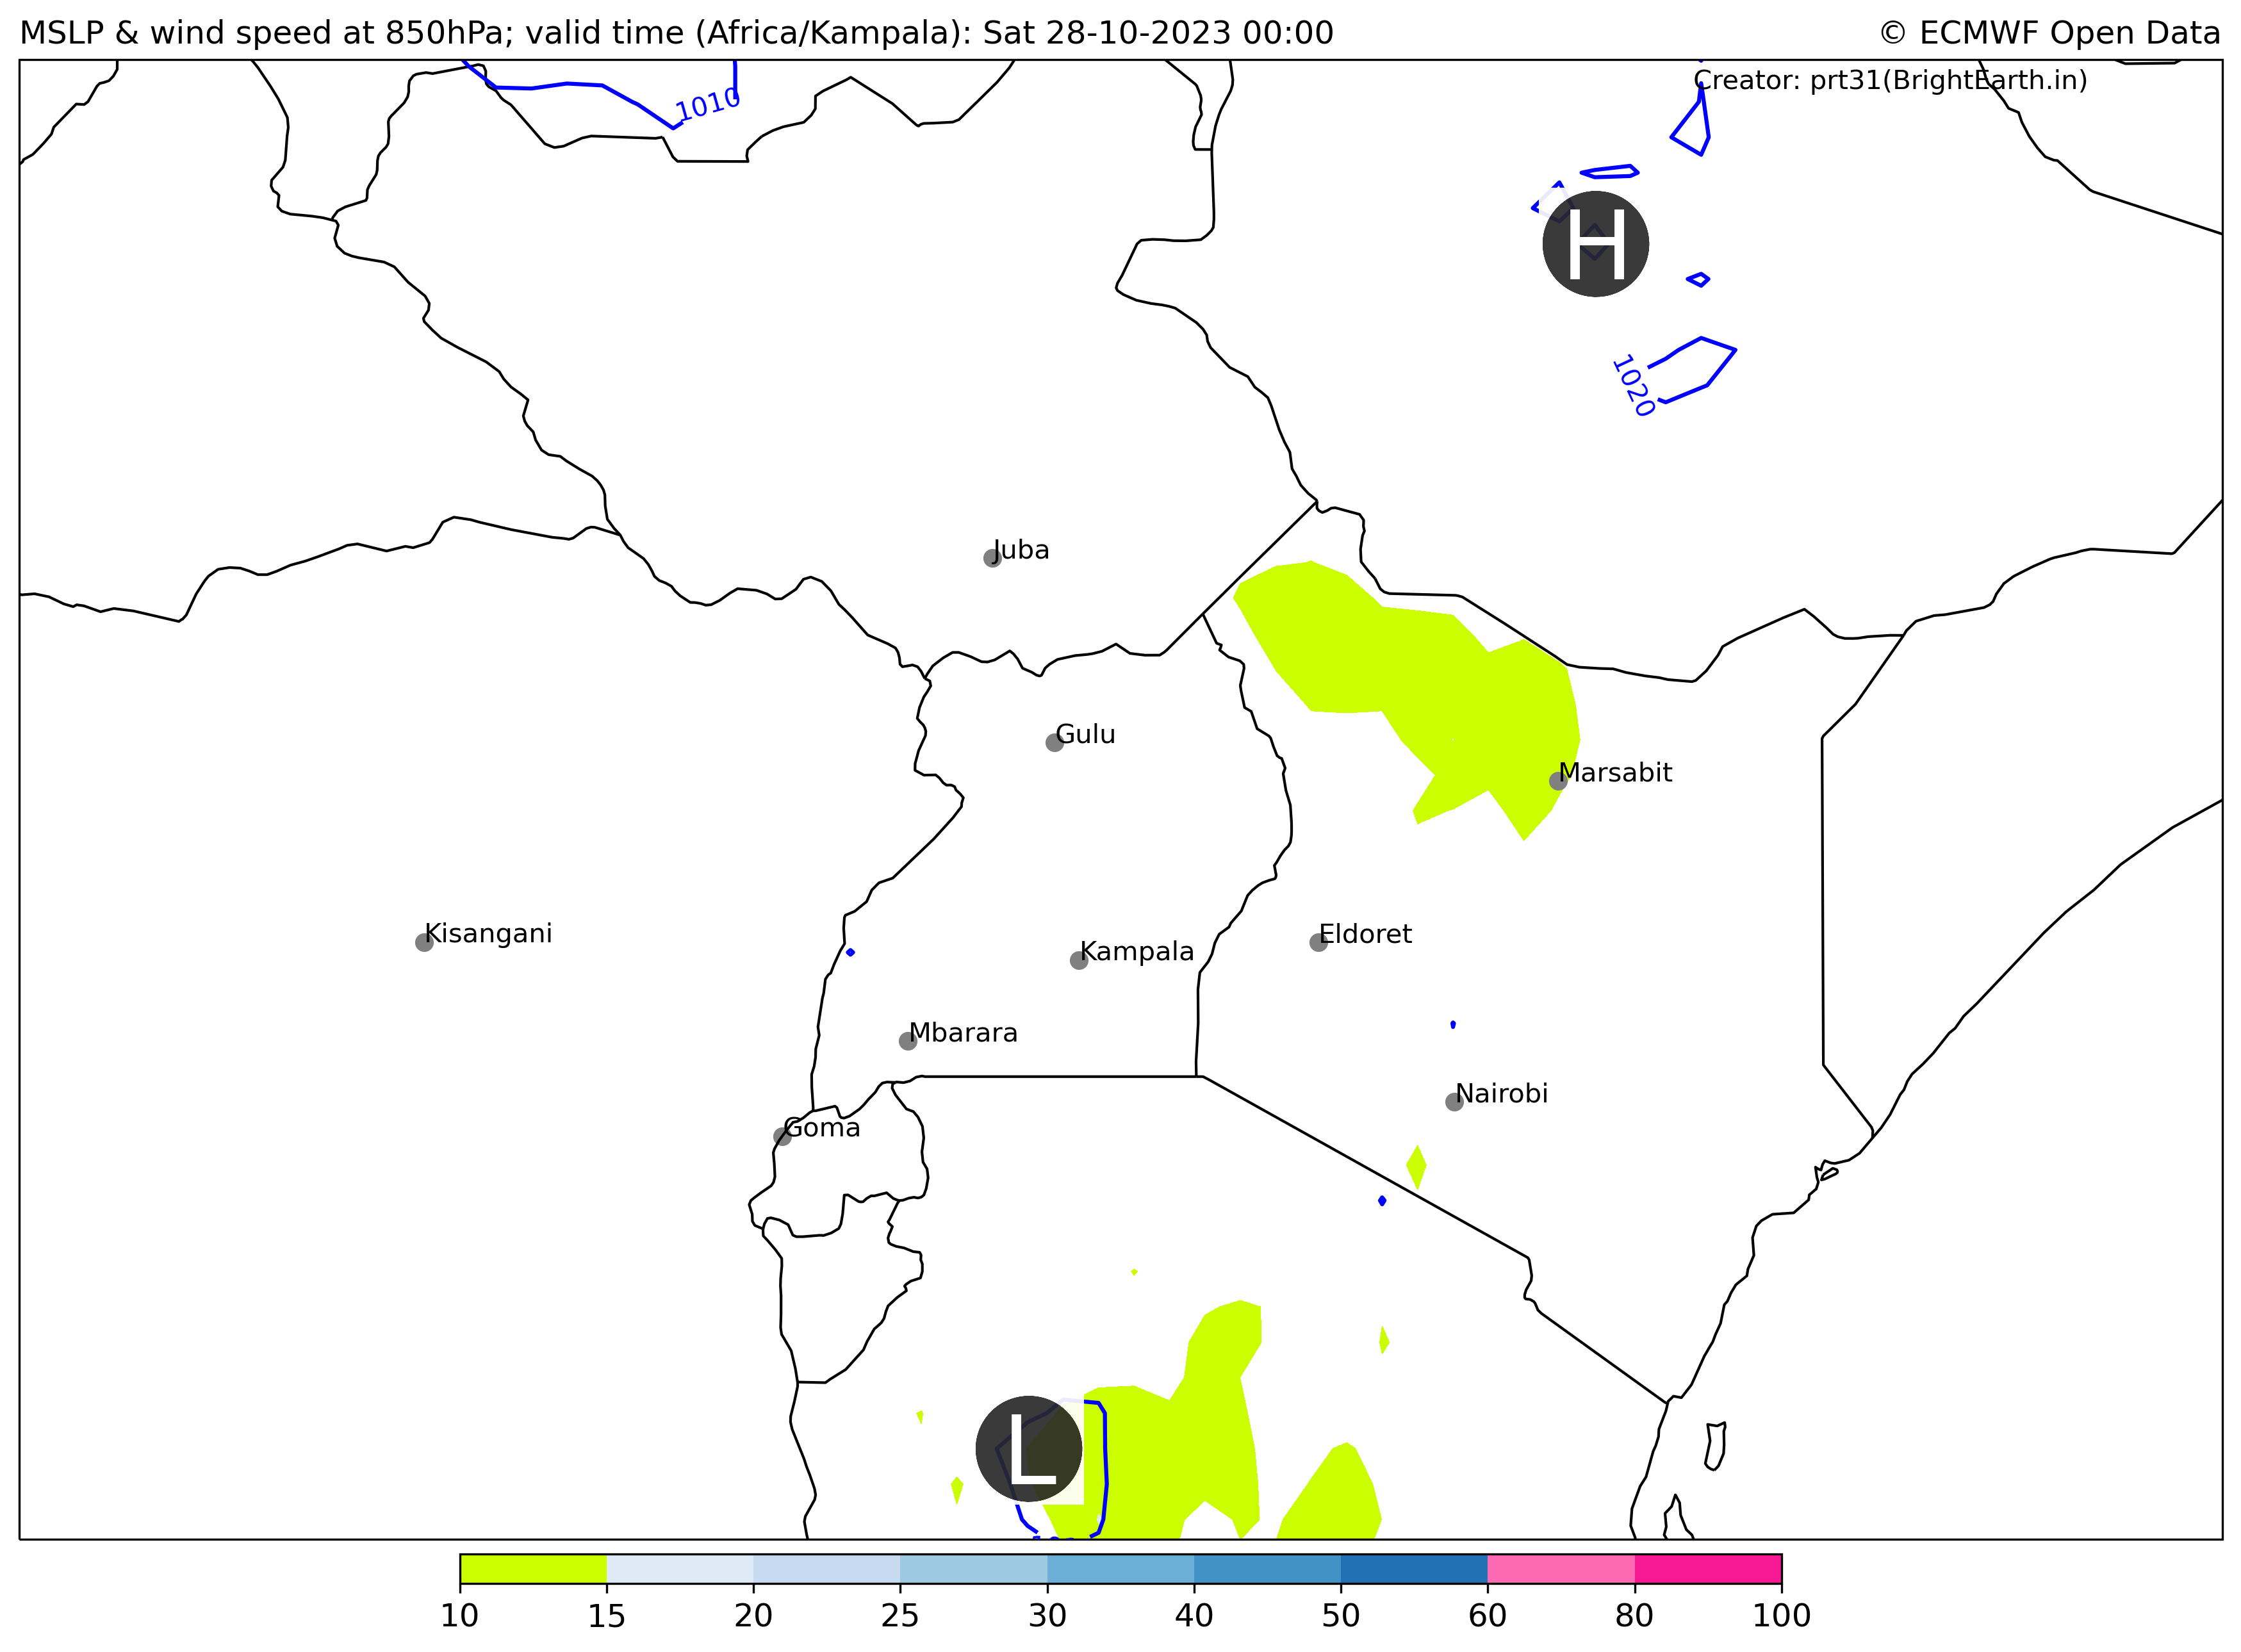 MSLP & wind speed at 850hPa; valid time (Africa/Kampala): Sat 28-10-2023 00:00
© ECMWF Open Data
Creator: prt31(BrightEarth.in)
1010
H
1020
Juba
Gulu
Marsabit
Kisangani
Eldoret
Kampala
Mbarara
Nairobi
Goma
L
10 15 20 25 30 40 50 60 80 100